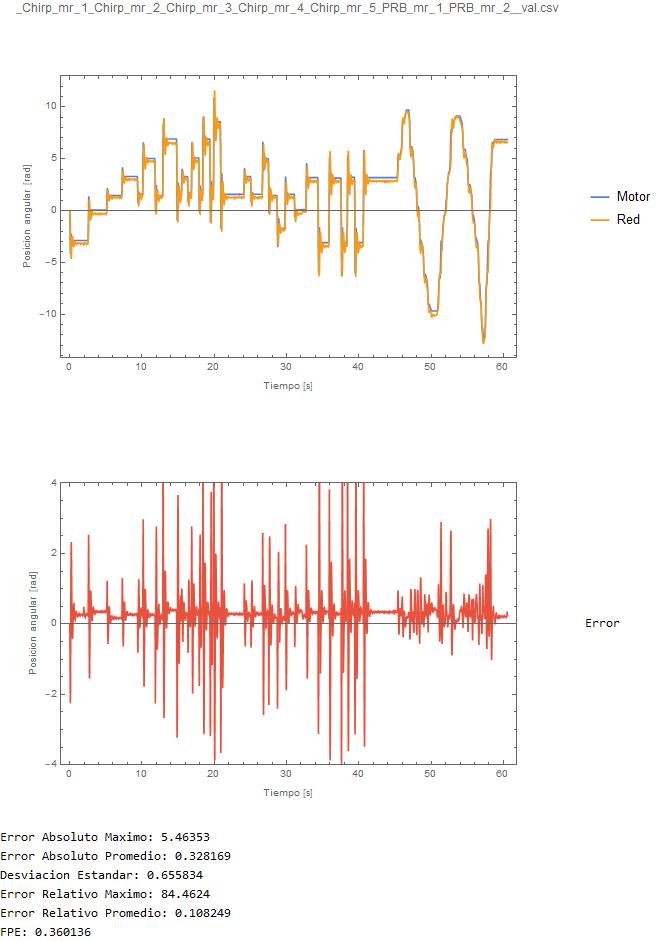 _Chirp_mr_1_Chirp_mr_2_Chirp_mr_3_Chirp_mr_4_Chirp_mr_5_PRB_mr_1_PRB_mr_2__val.csv
10
5
0
−5
−10
Posicion angular [rad]
0 10 20 30 40 50 60
Tiempo [s]
Motor
Red
4
2
0
−2
−4
Posicion angular [rad]
0 10 20 30 40 50 60
Tiempo [s]
Error
Error Absoluto Maximo: 5.46353
Error Absoluto Promedio: 0.328169
Desviacion Estandar: 0.655834
Error Relativo Maximo: 84.4624
Error Relativo Promedio: 0.108249
FPE: 0.360136